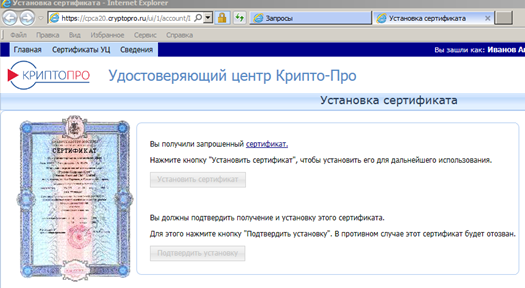 Установка сертификата - Internet Explorer
https://cpca20.cryptopro.ru/ui/1/account/
Запросы
Установка сертификата
Файл Правка Вид Избранное Сервис Справка
Главная Сертификаты УЦ Сведения
Вы зашли как: Иванов
КРИПТОПРО
Удостоверяющий центр Крипто-Про
Установка сертификата
СЕРТИФИКАТ
Вы получили запрошенный сертификат.
Нажмите кнопку "Установить сертификат", чтобы установить его для дальнейшего использования.
Установить сертификат
Вы должны подтвердить получение и установку этого сертификата.
Для этого нажмите кнопку "Подтвердить установку". В противном случае этот сертификат будет отозван.
Подтвердить установку